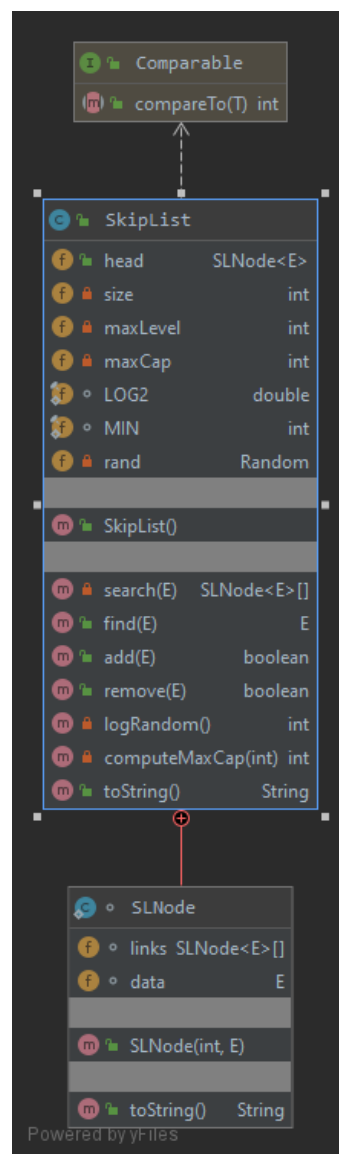 Comparable
compareTo(T) int
SkipList
head SLNode<E>
size int
maxLevel int
maxCap int
LOG2 double
MIN int
rand Random
SkipList()
search(E) SLNode<E>[]
find(E) E
add(E) boolean
remove(E) boolean
logRandom() int
computeMaxCap(int) int
toString() String
SLNode
links SLNode<E>[]
data E
SLNode(int, E)
toString() String
Powered by yFiles